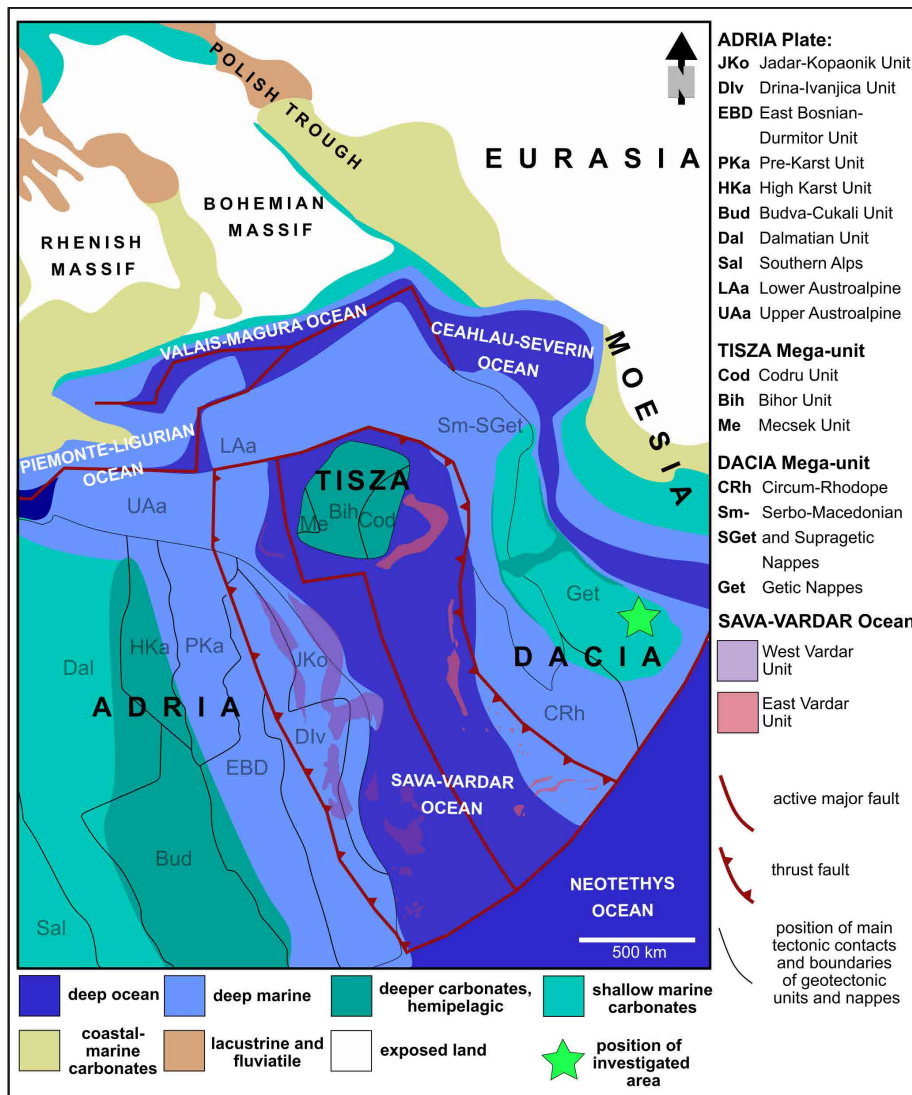 POLISH TROUGH
N
EURASIA
BOHEMIAN
MASSIF
RHENISH
MASSIF
VALAIS-MAGURA OCEAN
CEAHLAU-SEVERIN
OCEAN
MOESIA
PIEMONTE-LIGURIAN
OCEAN
LAa
Sm-SGet
UAa
TISZA
Me
Bih
Cod
Get
HKa
PKa
JKo
Dal
DACIA
ADRIA
CRh
DIv
EBD
SAVA-VARDAR
OCEAN
Bud
NEOTETHYS
OCEAN
Sal
500 km
ADRIA Plate:
JKo Jadar-Kopaonik Unit
DIv Drina-Ivanjica Unit
EBD East Bosnian-
Durmitor Unit
PKa Pre-Karst Unit
HKa High Karst Unit
Bud Budva-Cukali Unit
Dal Dalmatian Unit
Sal Southern Alps
LAa Lower Austroalpine
UAa Upper Austroalpine
TISZA Mega-unit
Cod Codru Unit
Bih Bihor Unit
Me Mecsek Unit
DACIA Mega-unit
CRh Circum-Rhodope
Sm- Serbo-Macedonian
SGet and Supragetic
Nappes
Get Getic Nappes
SAVA-VARDAR Ocean
West Vardar
Unit
East Vardar
Unit
active major fault
thrust fault
position of main
tectonic contacts
and boundaries
of geotectonic
units and nappes
deep ocean
deep marine
deeper carbonates,
hemipelagic
shallow marine
carbonates
coastal-
marine
carbonates
lacustrine and
fluviatile
exposed land
position of
investigated
area